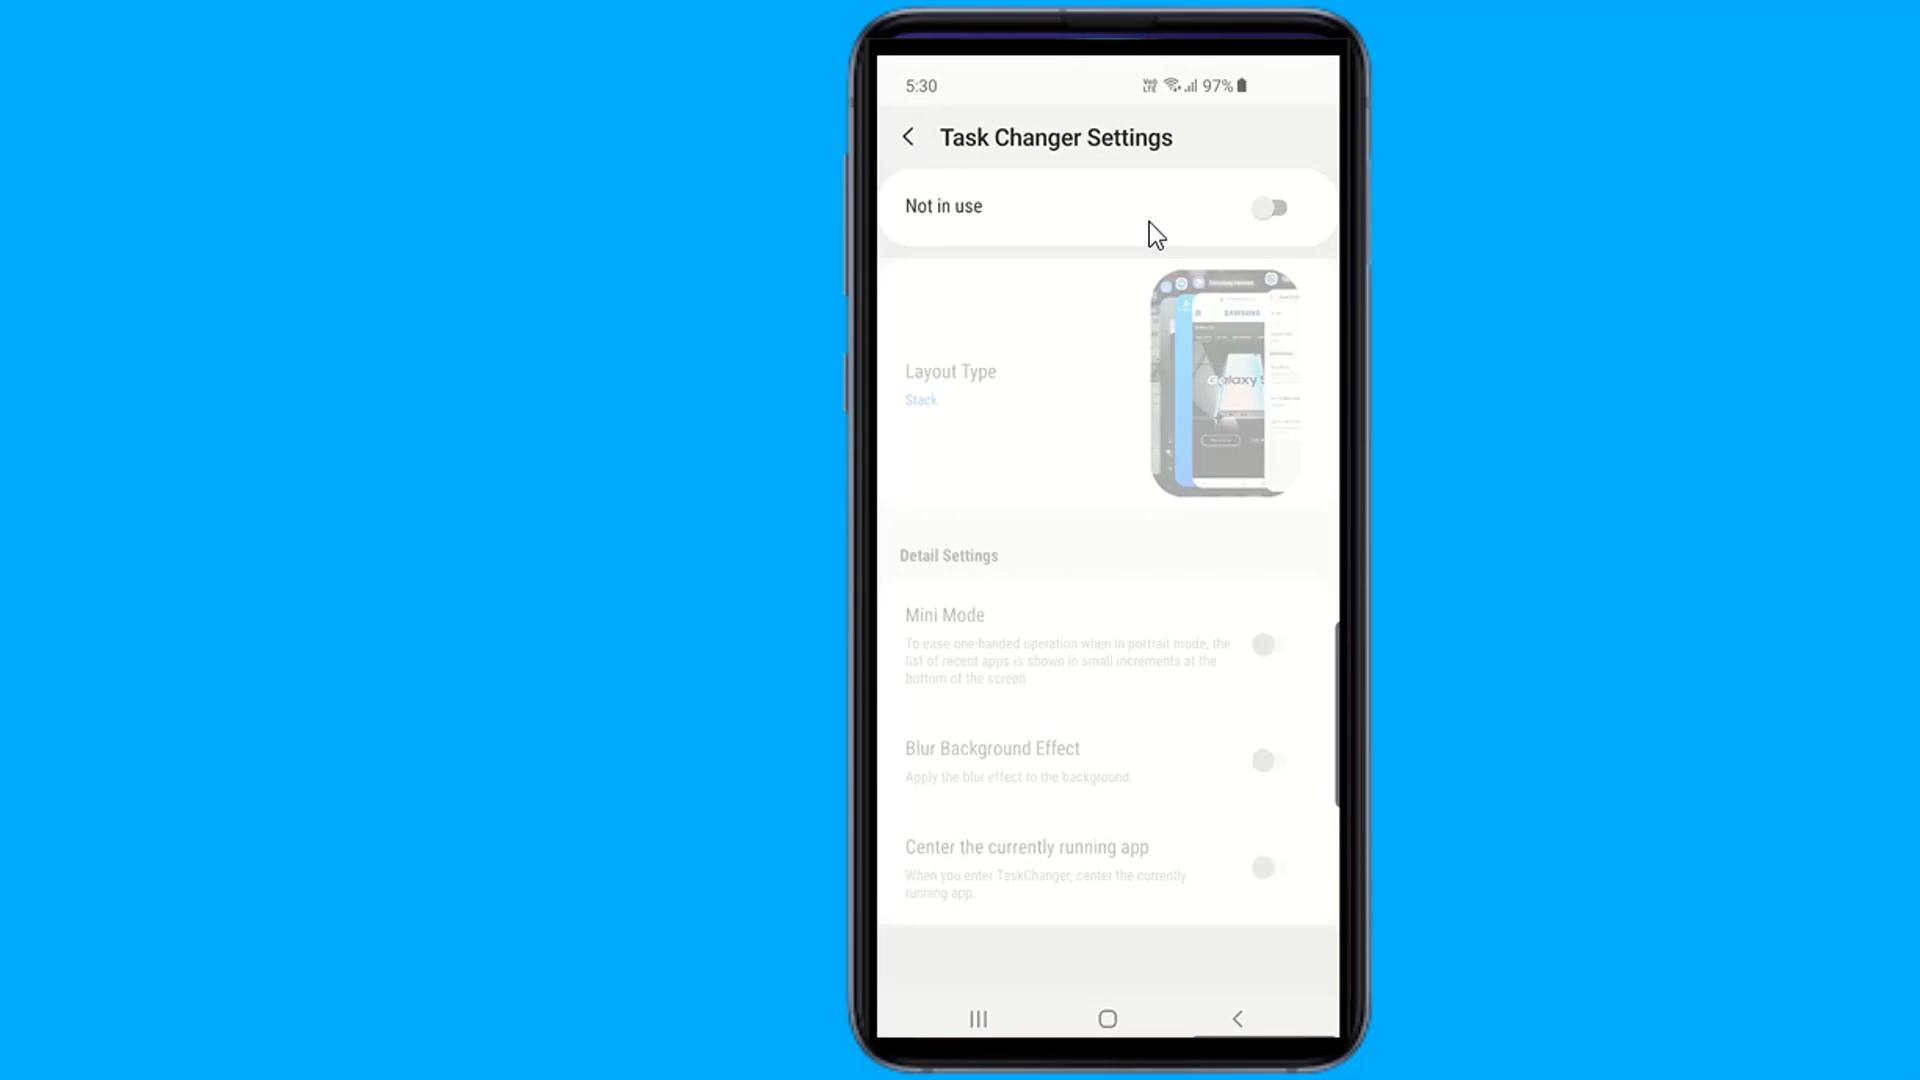 5:30
97%
Task Changer Settings
Not in use
SAMSUNG
Galaxy S
Layout Type
Stack
Detail Settings
Mini Mode
To ease one-handed operation when in portrait mode, the
list of recent apps is shown in small increments at the
bottom of the screen
Blur Background Effect
Apply the blur effect to the background.
Center the currently running app
When you enter TaskChanger, center the currently
running app.